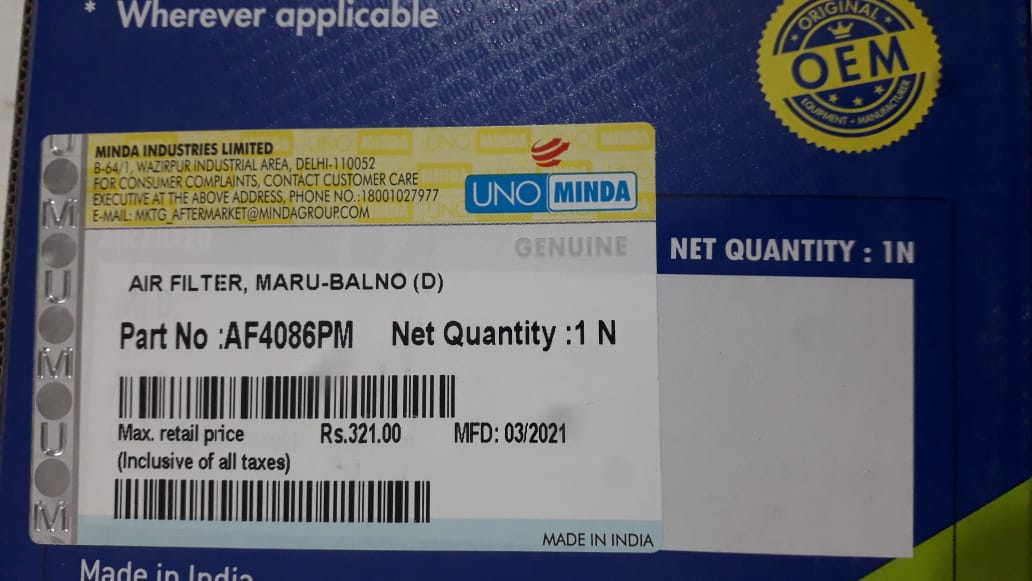 * Wherever applicable
ORIGINAL
OEM
EQUIPMENT • MANUFACTURER
MINDA INDUSTRIES LIMITED
B-64/1, WAZIRPUR INDUSTRIAL AREA, DELHI-110052
FOR CONSUMER COMPLAINTS, CONTACT CUSTOMER CARE
EXECUTIVE AT THE ABOVE ADDRESS, PHONE NO.:18001027977
E-MAIL: MKTG_AFTERMARKET@MINDAGROUP.COM
UNO MINDA
GENUINE
NET QUANTITY : 1N
AIR FILTER, MARU-BALNO (D)
Part No :AF4086PM Net Quantity :1 N
Max. retail price Rs.321.00 MFD: 03/2021
(Inclusive of all taxes)
MADE IN INDIA
Made in India